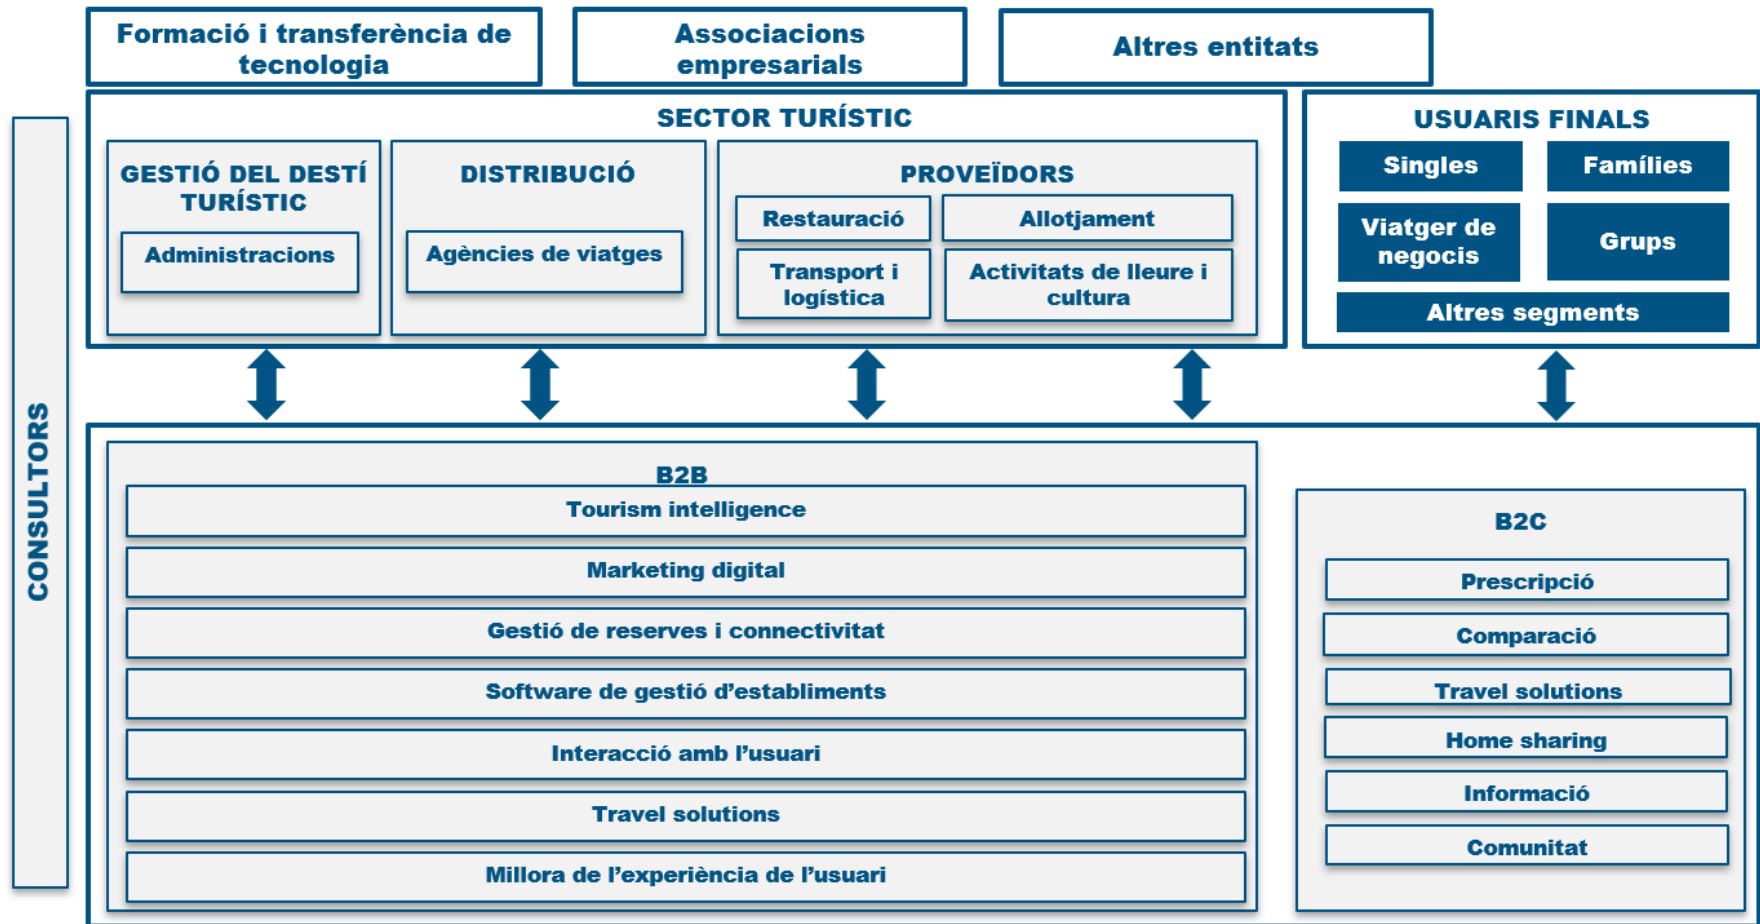 Formació i transferència de
tecnologia
Associacions
empresarials
Altres entitats
CONSULTORS
SECTOR TURÍSTIC
GESTIÓ DEL DESTÍ
TURÍSTIC
Administracions
DISTRIBUCIÓ
Agències de viatges
PROVEÏDORS
Restauració
Allotjament
Transport i
logística
Activitats de lleure i
cultura
USUARIS FINALS
Singles
Famílies
Viatger de
negocis
Grups
Altres segments
B2B
Tourism intelligence
Marketing digital
Gestió de reserves i connectivitat
Software de gestió d’establiments
Interacció amb l’usuari
Travel solutions
Millora de l’experiència de l’usuari
B2C
Prescripció
Comparació
Travel solutions
Home sharing
Informació
Comunitat